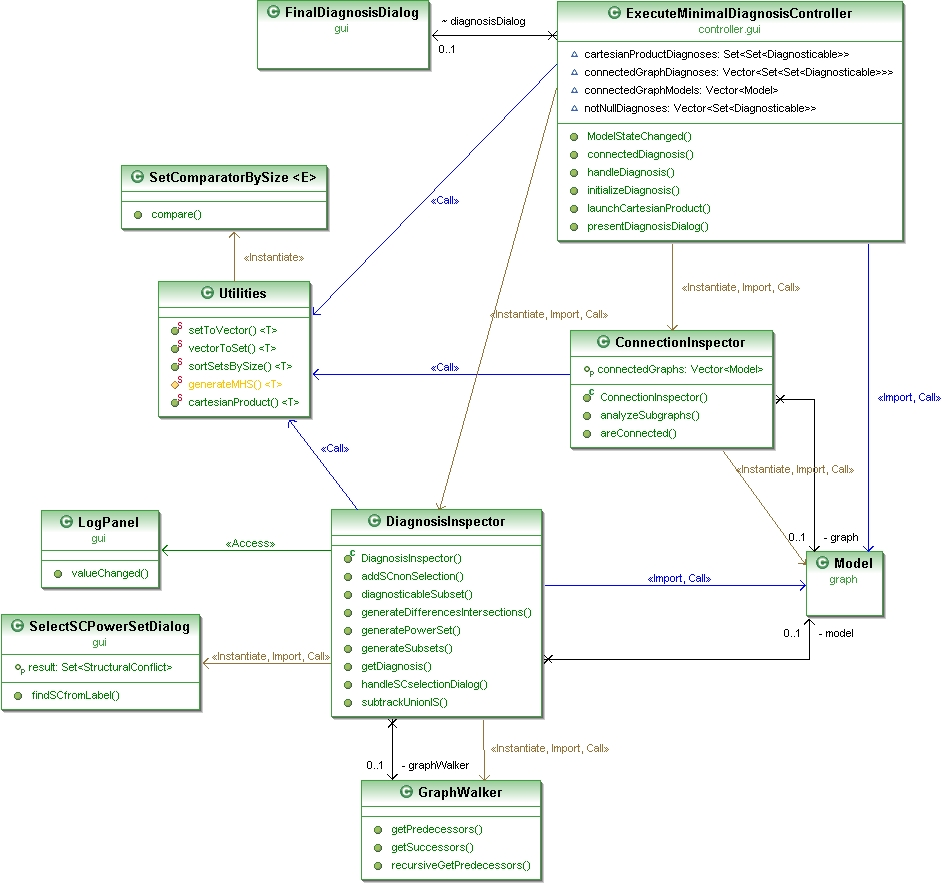 FinalDiagnosisDialog
gui
~ diagnosisDialog
0..1
ExecuteMinimalDiagnosisController
controller.gui
cartesianProductDiagnoses: Set<Set<Diagnosticable>>
connectedGraphDiagnoses: Vector<Set<Set<Diagnosticable>>>
connectedGraphModels: Vector<Model>
notNullDiagnoses: Vector<Set<Diagnosticable>>
ModelStateChanged()
connectedDiagnosis()
handleDiagnosis()
initializeDiagnosis()
launchCartesianProduct()
presentDiagnosisDialog()
SetComparatorBySize <E>
compare()
«Call»
«Instantiate»
Utilities
setToVector() <T>
vectorToSet() <T>
sortSetsBySize() <T>
generateMHS() <T>
cartesianProduct() <T>
«Instantiate, Import, Call»
«Instantiate, Import, Call»
ConnectionInspector
connectedGraphs: Vector<Model>
ConnectionInspector()
analyzeSubgraphs()
areConnected()
«Call»
«Import, Call»
«Call»
«Instantiate, Import, Call»
LogPanel
gui
valueChanged()
«Access»
DiagnosisInspector
DiagnosisInspector()
addSCnonSelection()
diagnosticableSubset()
generateDifferencesIntersections()
generatePowerSet()
generateSubsets()
getDiagnosis()
handleSCselectionDialog()
subtrackUnionIS()
0..1
- graph
Model
graph
«Import, Call»
0..1
- model
SelectSCPowerSetDialog
gui
result: Set<StructuralConflict>
findSCfromLabel()
«Instantiate, Import, Call»
«Instantiate, Import, Call»
0..1
- graphWalker
GraphWalker
getPredecessors()
getSuccessors()
recursiveGetPredecessors()